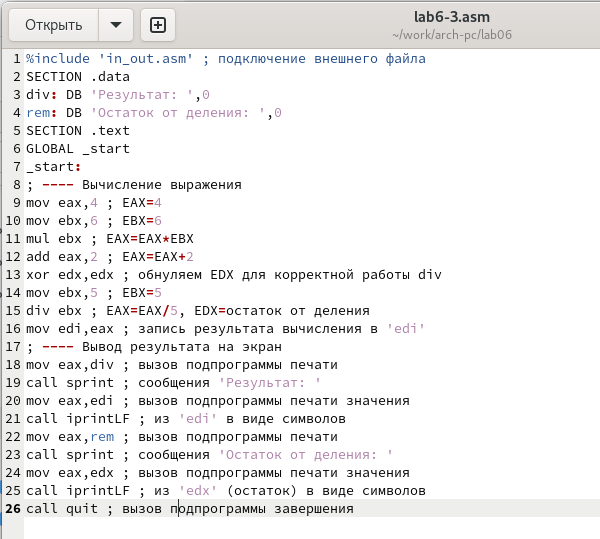 Открыть
lab6-3.asm
~/work/arch-pc/lab06
1 %include 'in_out.asm' ; подключение внешнего файла
2 SECTION .data
3 div: DB 'Результат: ',0
4 rem: DB 'Остаток от деления: ',0
5 SECTION .text
6 GLOBAL _start
7 _start:
8 ; ---- Вычисление выражения
9 mov eax,4 ; EAX=4
10 mov ebx,6 ; EBX=6
11 mul ebx ; EAX=EAX*EBX
12 add eax,2 ; EAX=EAX+2
13 xor edx,edx ; обнуляем EDX для корректной работы div
14 mov ebx,5 ; EBX=5
15 div ebx ; EAX=EAX/5, EDX=остаток от деления
16 mov edi,eax ; запись результата вычисления в 'edi'
17 ; ---- Вывод результата на экран
18 mov eax,div ; вызов подпрограммы печати
19 call sprint ; сообщения 'Результат: '
20 mov eax,edi ; вызов подпрограммы печати значения
21 call iprintLF ; из 'edi' в виде символов
22 mov eax,rem ; вызов подпрограммы печати
23 call sprint ; сообщения 'Остаток от деления: '
24 mov eax,edx ; вызов подпрограммы печати значения
25 call iprintLF ; из 'edx' (остаток) в виде символов
26 call quit ; вызов подпрограммы завершения